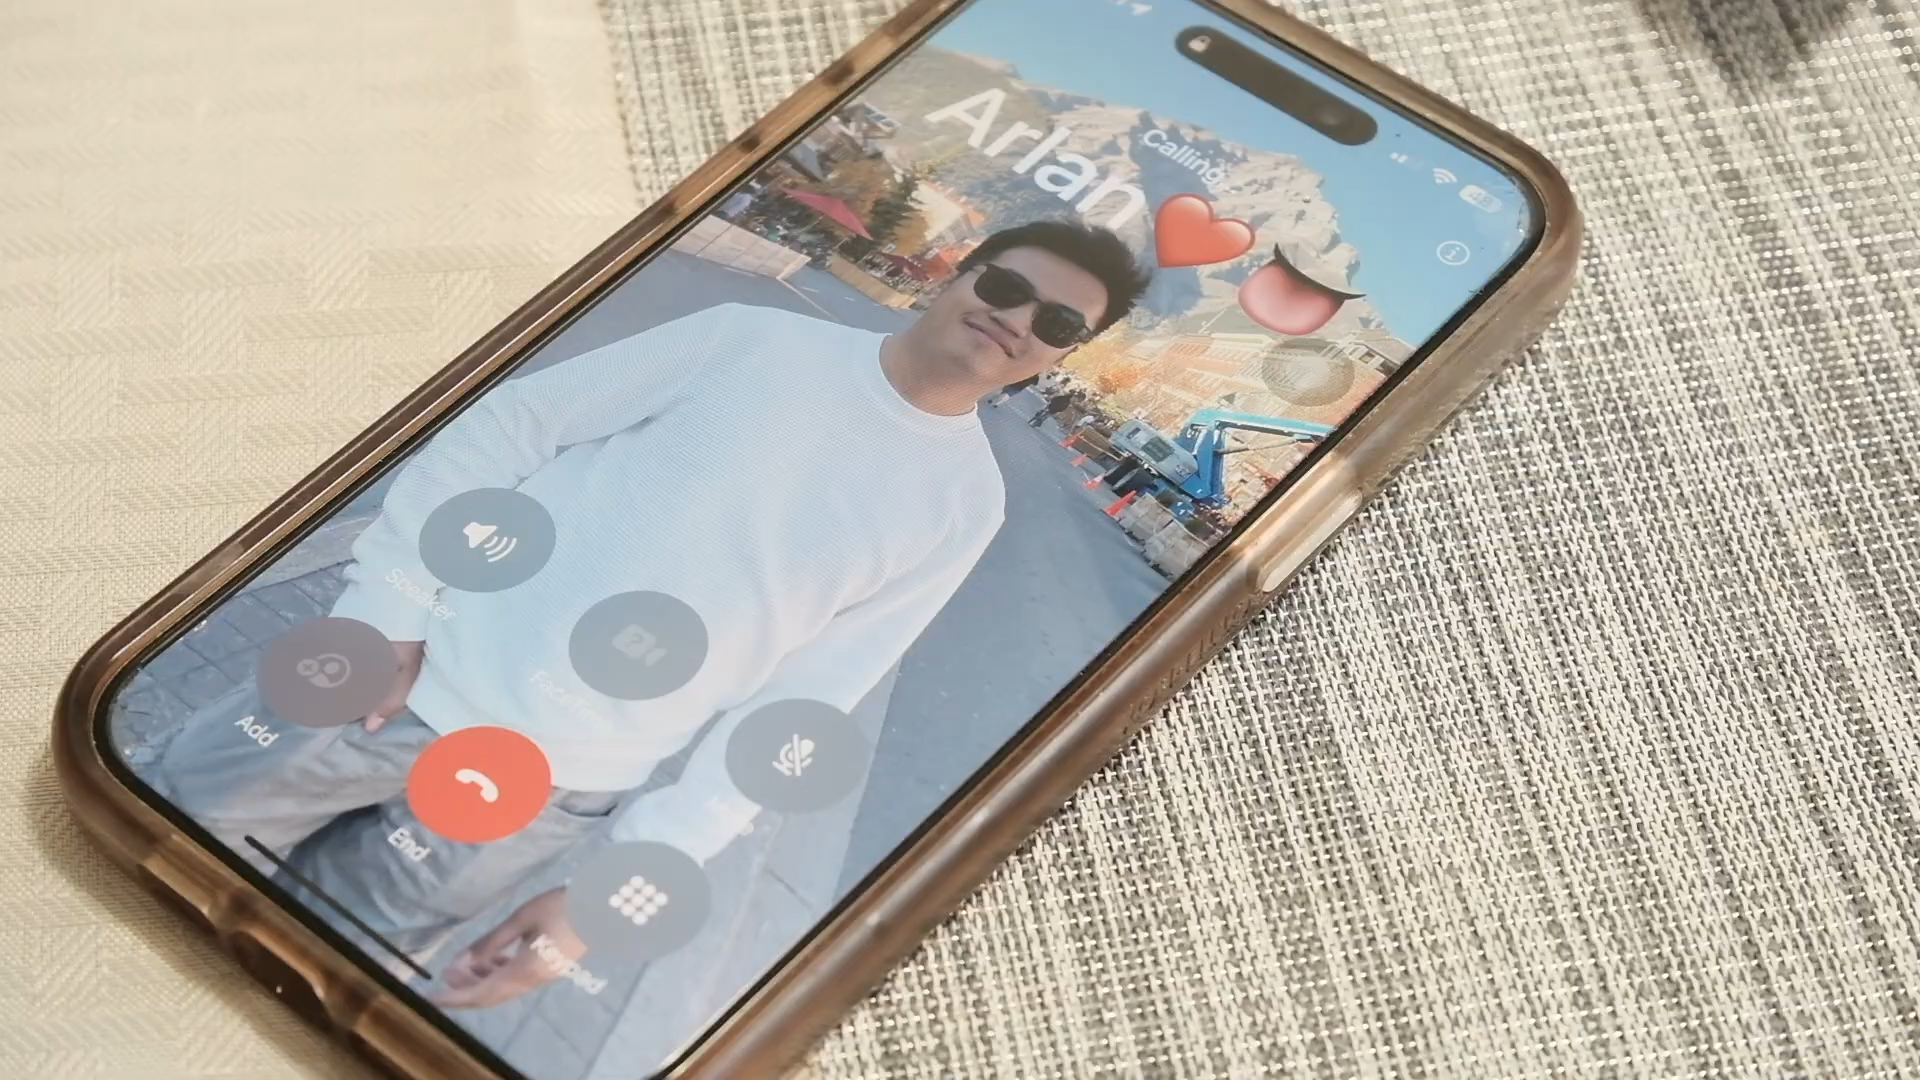 Calling...
Arlan ❤️👅
Speaker
FaceTime
Add
End
Keypad